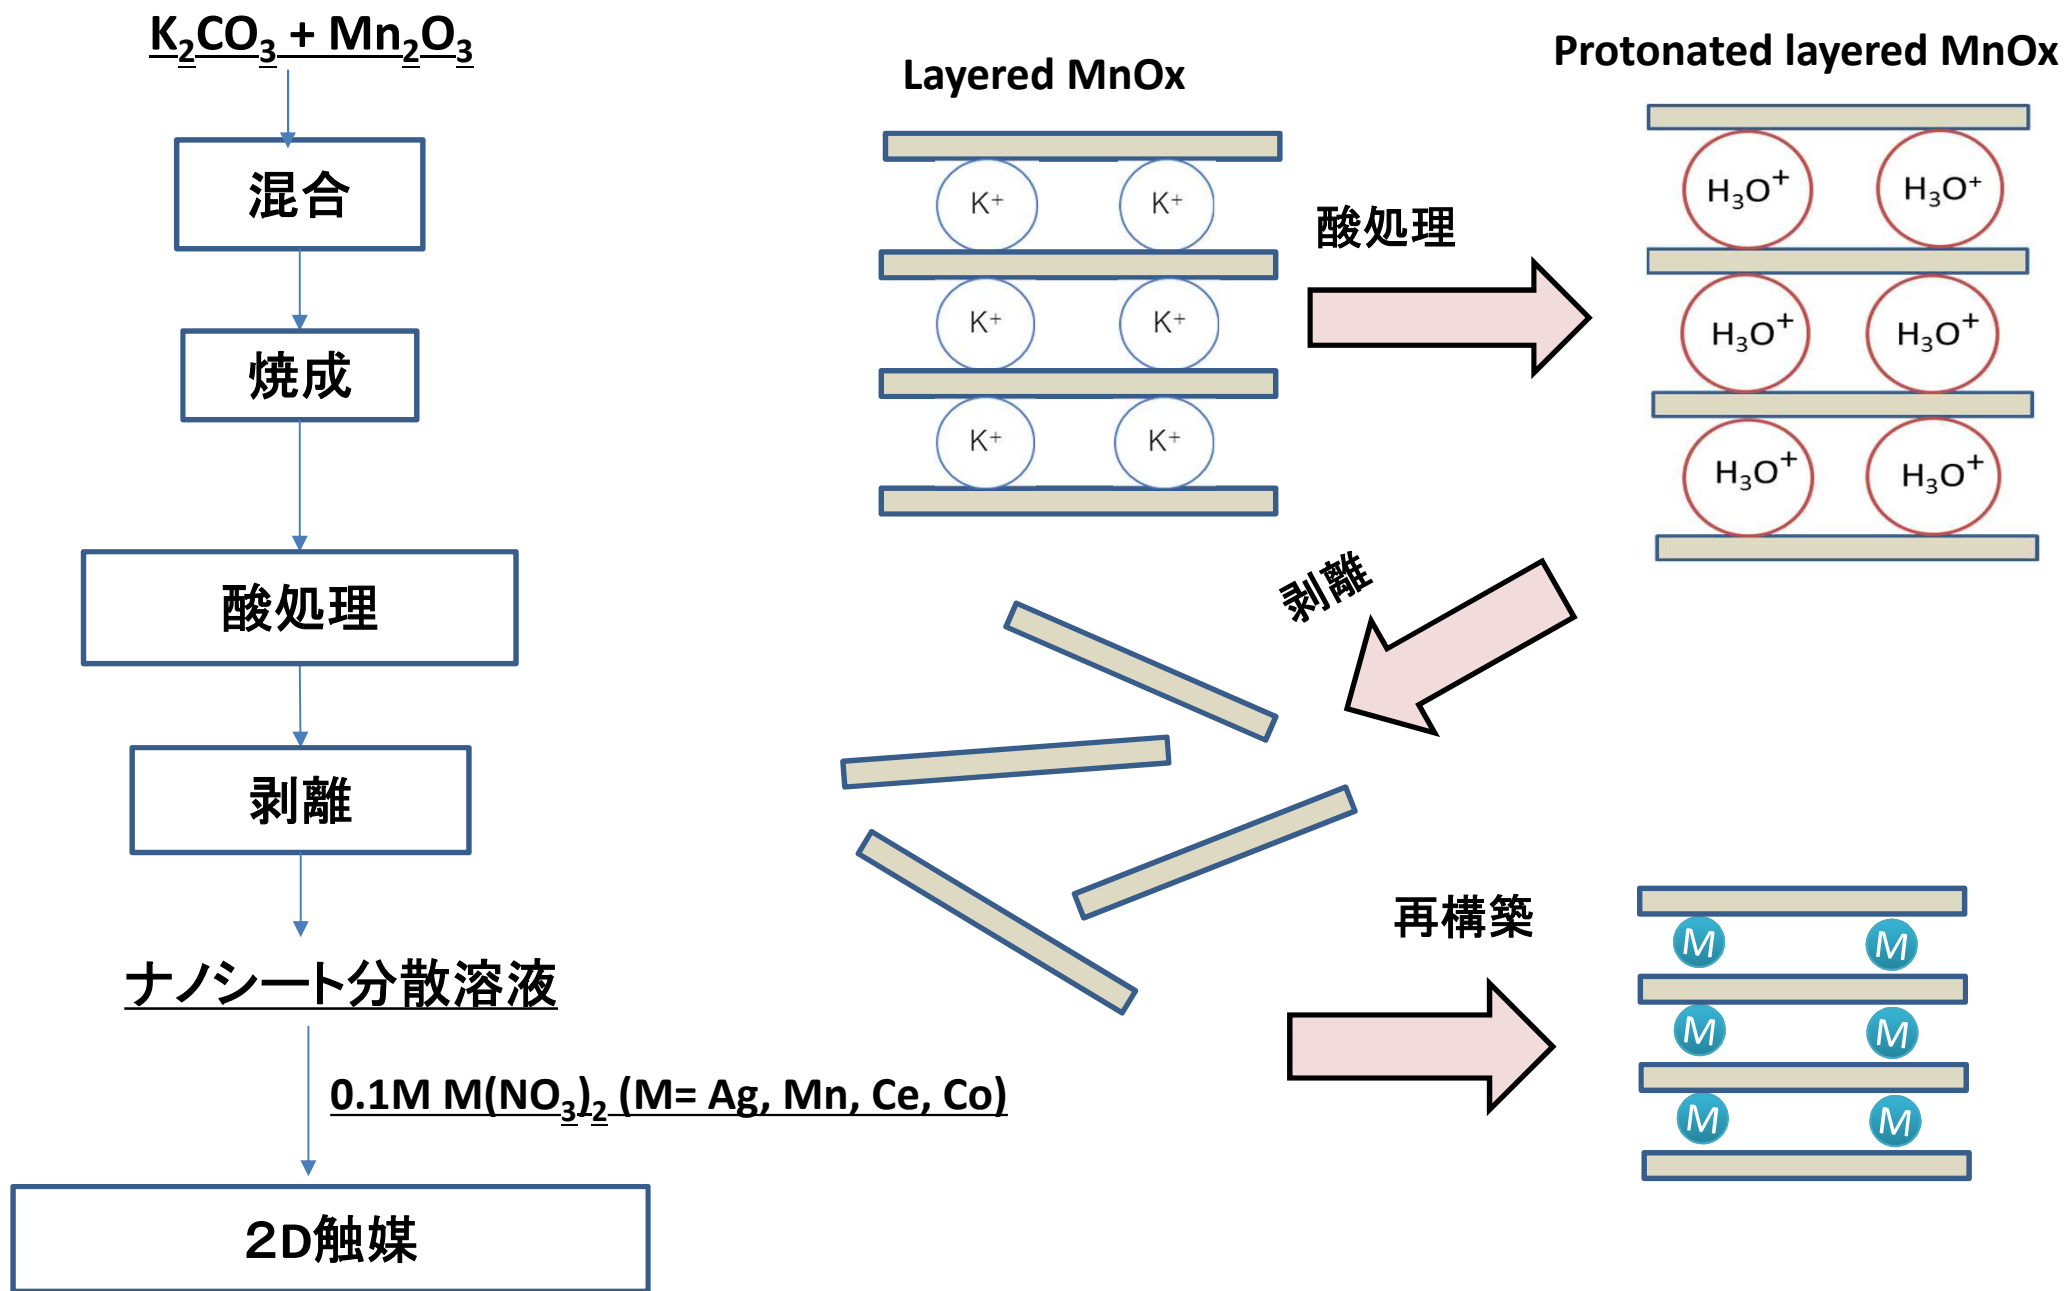 K₂CO₃ + Mn₂O₃
混合
焼成
酸処理
剥離
ナノシート分散溶液
0.1M M(NO₃)₂ (M= Ag, Mn, Ce, Co)
２D触媒
Layered MnOx
K⁺ K⁺
K⁺ K⁺
K⁺ K⁺
酸処理
Protonated layered MnOx
H₃O⁺ H₃O⁺
H₃O⁺ H₃O⁺
H₃O⁺ H₃O⁺
剥離
再構築
M M
M M
M M